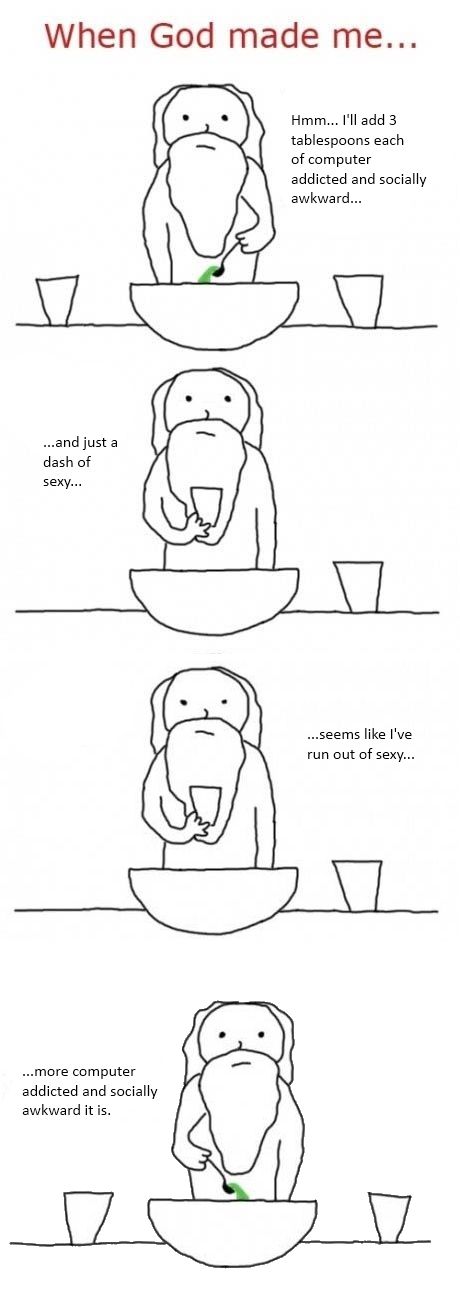 When God made me...
Hmm... I'll add 3
tablespoons each
of computer
addicted and socially
awkward...
...and just a
dash of
sexy...
...seems like I've
run out of sexy...
...more computer
addicted and socially
awkward it is.